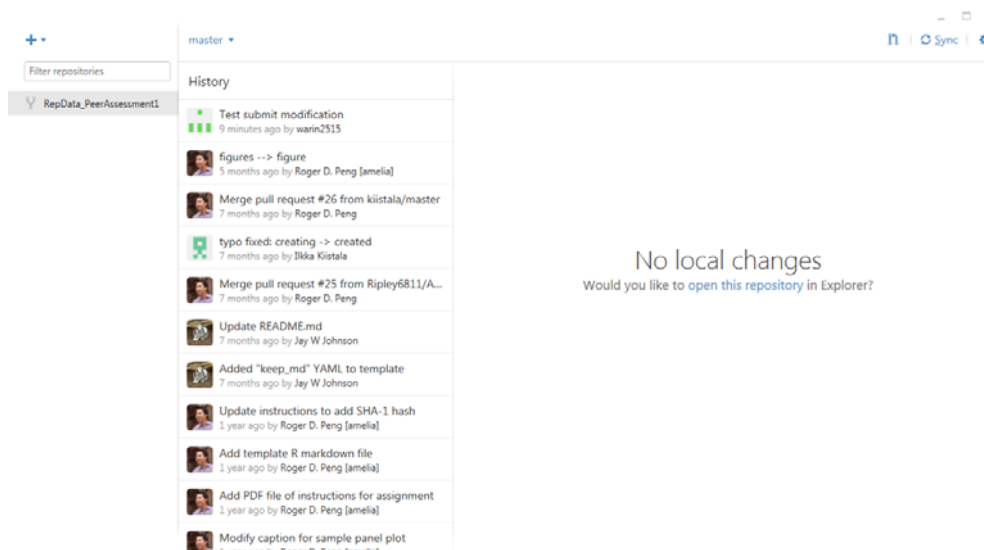 master
Sync
Filter repositories
RepData_PeerAssessment1
History
Test submit modification
9 minutes ago by warin2515
figures --> figure
5 months ago by Roger D. Peng [amelia]
Merge pull request #26 from kiistala/master
7 months ago by Roger D. Peng
typo fixed: creating -> created
7 months ago by Ilkka Kiistala
Merge pull request #25 from Ripley6811/A...
7 months ago by Roger D. Peng
Update README.md
7 months ago by Jay W Johnson
Added "keep_md" YAML to template
7 months ago by Jay W Johnson
Update instructions to add SHA-1 hash
1 year ago by Roger D. Peng [amelia]
Add template R markdown file
1 year ago by Roger D. Peng [amelia]
Add PDF file of instructions for assignment
1 year ago by Roger D. Peng [amelia]
Modify caption for sample panel plot
No local changes
Would you like to open this repository in Explorer?